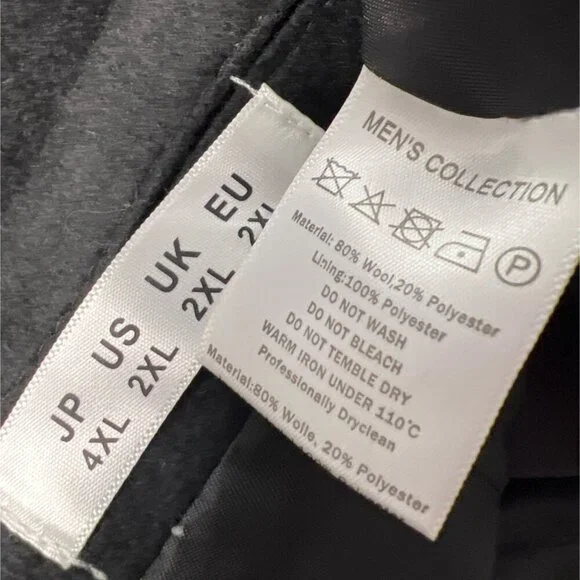 JP US UK EU
4XL 2XL 2XL 2XL
MEN'S COLLECTION
P
Material: 80% Wool,20% Polyester
Lining:100% Polyester
DO NOT WASH
DO NOT BLEACH
DO NOT TEMBLE DRY
WARM IRON UNDER 110℃
Professionally Dryclean
Material:80% Wolle, 20% Polyester